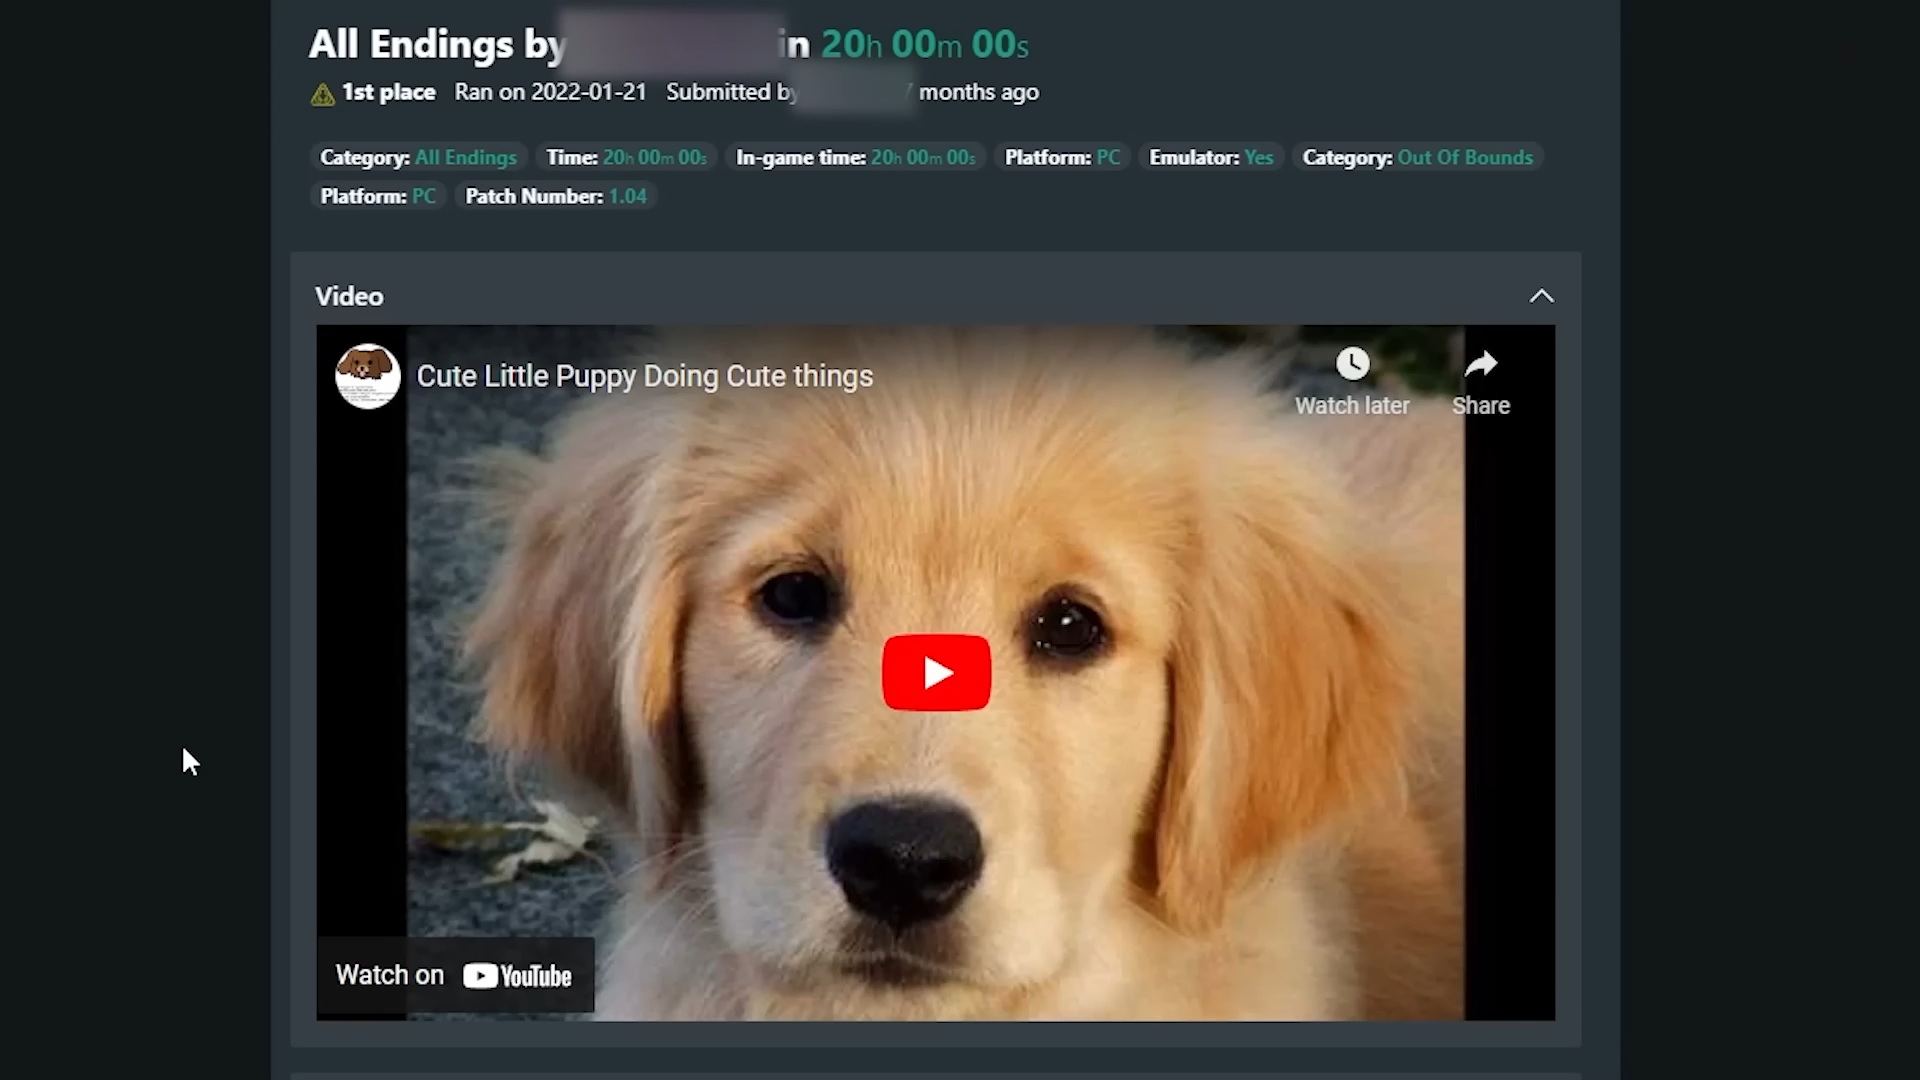 All Endings by in 20h 00m 00s
1st place Ran on 2022-01-21 Submitted by months ago
Category: All Endings Time: 20h 00m 00s In-game time: 20h 00m 00s Platform: PC Emulator: Yes Category: Out Of Bounds
Platform: PC Patch Number: 1.04
Video
Cute Little Puppy Doing Cute things
Watch later Share
Watch on YouTube